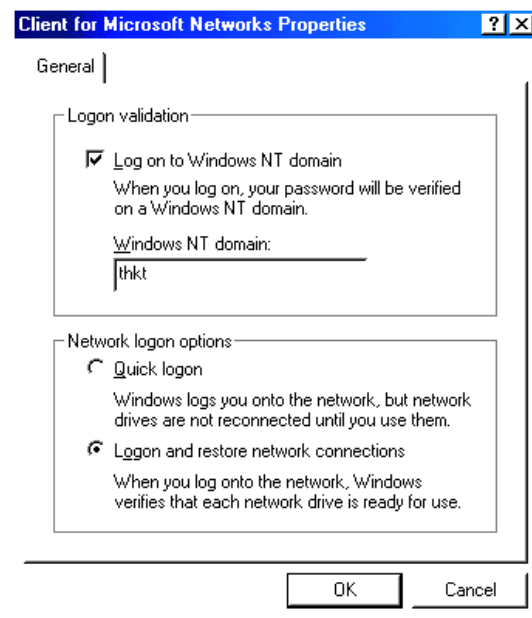 Client for Microsoft Networks Properties ? ×
General
Logon validation
Log on to Windows NT domain
When you log on, your password will be verified
on a Windows NT domain.
Windows NT domain:
thkt
Network logon options
Quick logon
Windows logs you onto the network, but network
drives are not reconnected until you use them.
Logon and restore network connections
When you log onto the network, Windows
verifies that each network drive is ready for use.
OK Cancel